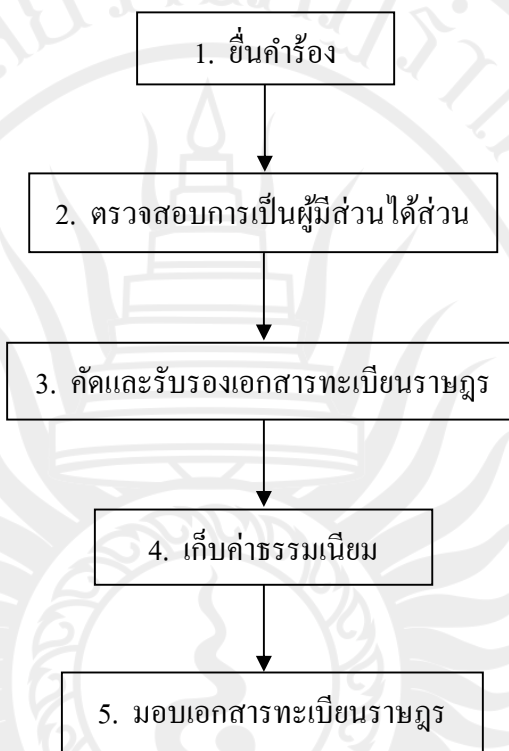 1. ยื่นคำร้อง
2. ตรวจสอบการเป็นผู้มีส่วนได้ส่วน
3. คัดและรับรองเอกสารทะเบียนราษฎร
4. เก็บค่าธรรมเนียม
5. มอบเอกสารทะเบียนราษฎร